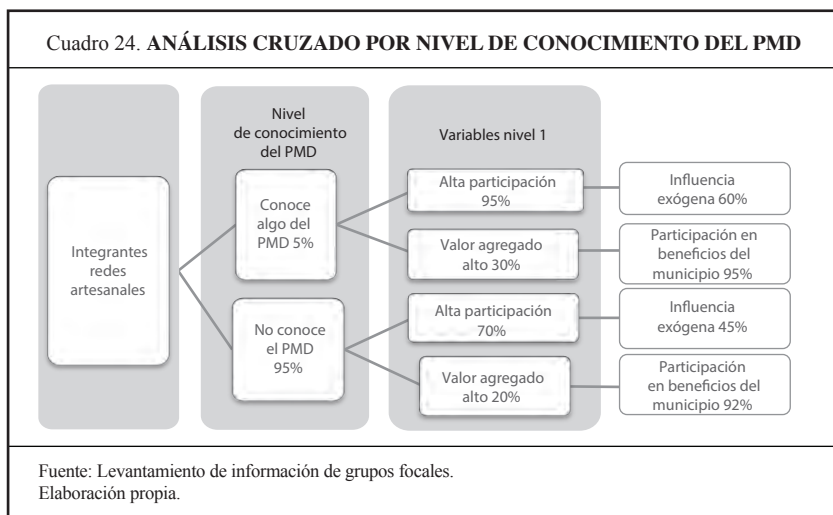 Cuadro 24. ANÁLISIS CRUZADO POR NIVEL DE CONOCIMIENTO DEL PMD
Integrantes
redes
artesanales
Nivel
de conocimiento
del PMD
Conoce
algo del
PMD 5%
No conoce
el PMD
95%
Variables nivel 1
Alta participación
95%
Valor agregado
alto 30%
Alta participación
70%
Valor agregado
alto 20%
Influencia
exógena 60%
Participación en
beneficios del
municipio 95%
Influencia
exógena 45%
Participación
en beneficios del
municipio 92%
Fuente: Levantamiento de información de grupos focales.
Elaboración propia.